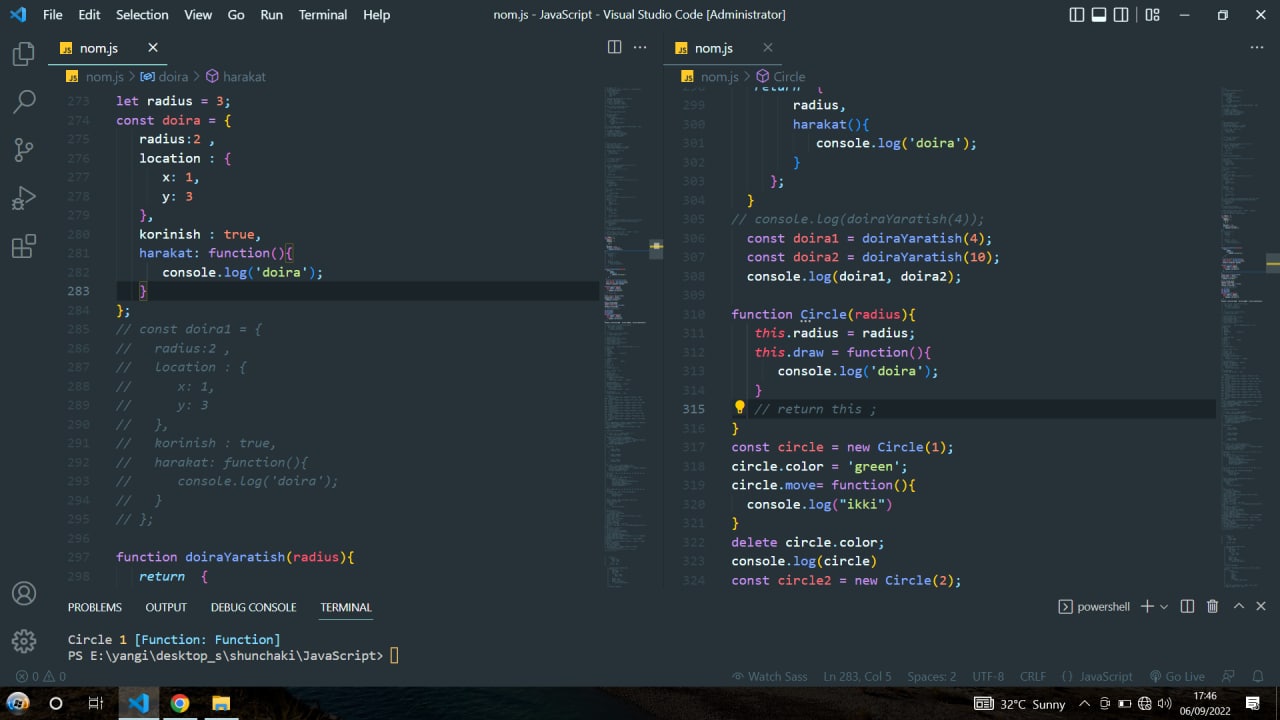 File Edit Selection View Go Run Terminal Help
nom.js - JavaScript - Visual Studio Code [Administrator]
JS nom.js
JS nom.js > doira > harakat
273 let radius = 3;
274 const doira = {
275 radius:2 ,
276 location : {
277 x: 1,
278 y: 3
279 },
280 korinish : true,
281 harakat: function(){
282 console.log('doira');
283 }
284 };
285 // const doira1 = {
286 // radius:2 ,
287 // location : {
288 // x: 1,
289 // y: 3
290 // },
291 // korinish : true,
292 // harakat: function(){
293 // console.log('doira');
294 // }
295 // };
296
297 function doiraYaratish(radius){
298 return {
JS nom.js
JS nom.js > Circle
298 return {
299 radius,
300 harakat(){
301 console.log('doira');
302 }
303 };
304 }
305 // console.log(doiraYaratish(4));
306 const doira1 = doiraYaratish(4);
307 const doira2 = doiraYaratish(10);
308 console.log(doira1, doira2);
309
310 function Circle(radius){
311 this.radius = radius;
312 this.draw = function(){
313 console.log('doira');
314 }
315 // return this ;
316 }
317 const circle = new Circle(1);
318 circle.color = 'green';
319 circle.move= function(){
320 console.log("ikki")
321 }
322 delete circle.color;
323 console.log(circle)
324 const circle2 = new Circle(2);
PROBLEMS OUTPUT DEBUG CONSOLE TERMINAL
powershell
Circle 1 [Function: Function]
PS E:\yangi\desktop_s\shunchaki\JavaScript>
0 0
Watch Sass Ln 283, Col 5 Spaces: 2 UTF-8 CRLF {} JavaScript Go Live
32°C Sunny
17:46
06/09/2022